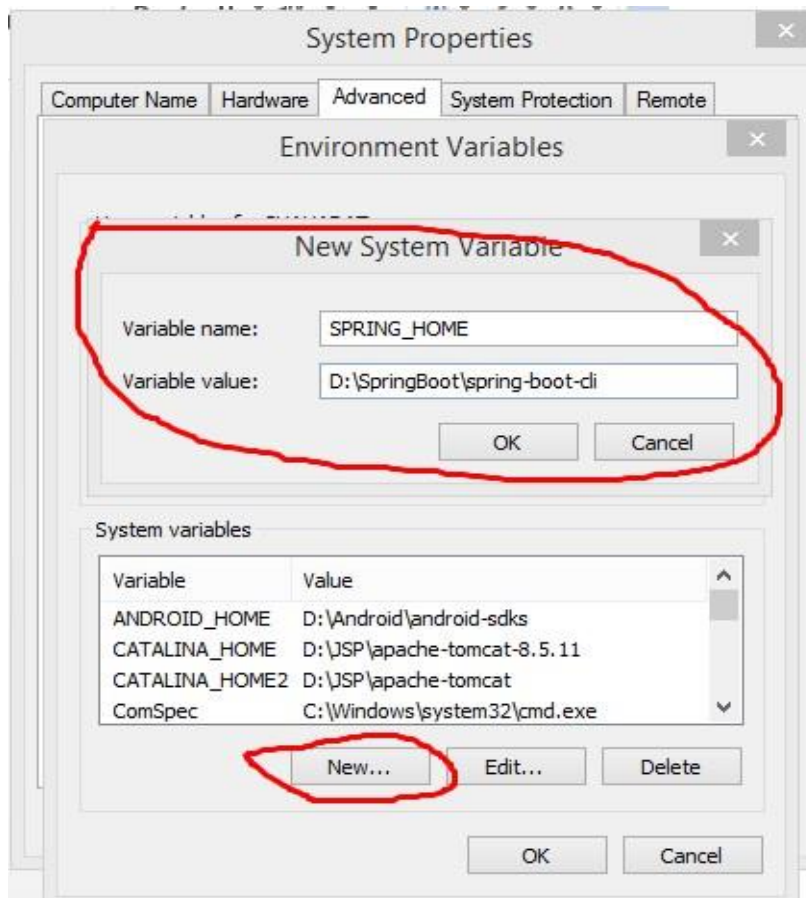 System Properties
Computer Name Hardware Advanced System Protection Remote
Environment Variables
New System Variable
Variable name: SPRING_HOME
Variable value: D:\SpringBoot\spring-boot-cli
OK Cancel
System variables
Variable Value
ANDROID_HOME D:\Android\android-sdks
CATALINA_HOME D:\JSP\apache-tomcat-8.5.11
CATALINA_HOME2 D:\JSP\apache-tomcat
ComSpec C:\Windows\system32\cmd.exe
New... Edit... Delete
OK Cancel